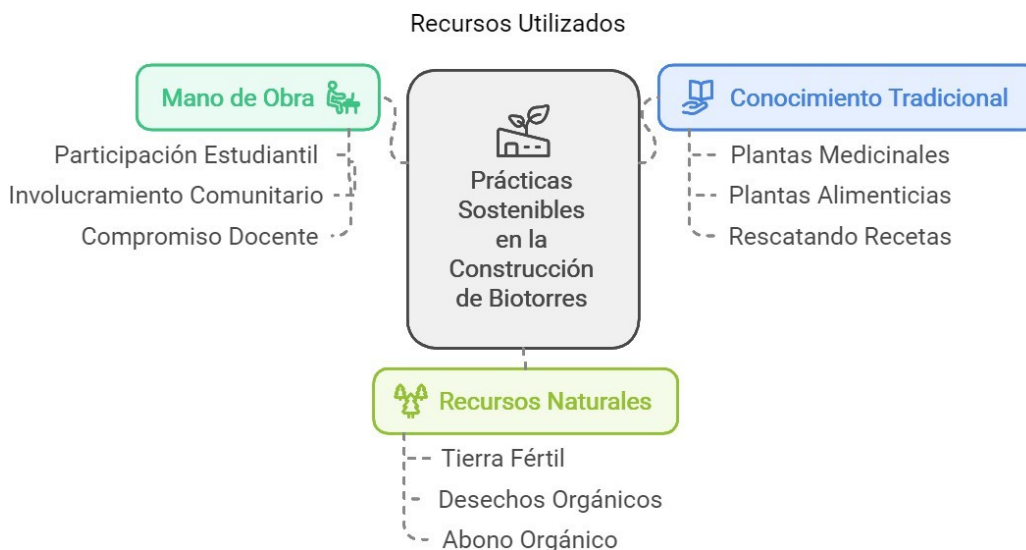 Recursos Utilizados
Mano de Obra
Participación Estudiantil
Involucramiento Comunitario
Compromiso Docente
Prácticas
Sostenibles
en la
Construcción
de Biotorres
Conocimiento Tradicional
Plantas Medicinales
Plantas Alimenticias
Rescatando Recetas
Recursos Naturales
Tierra Fértil
Desechos Orgánicos
Abono Orgánico